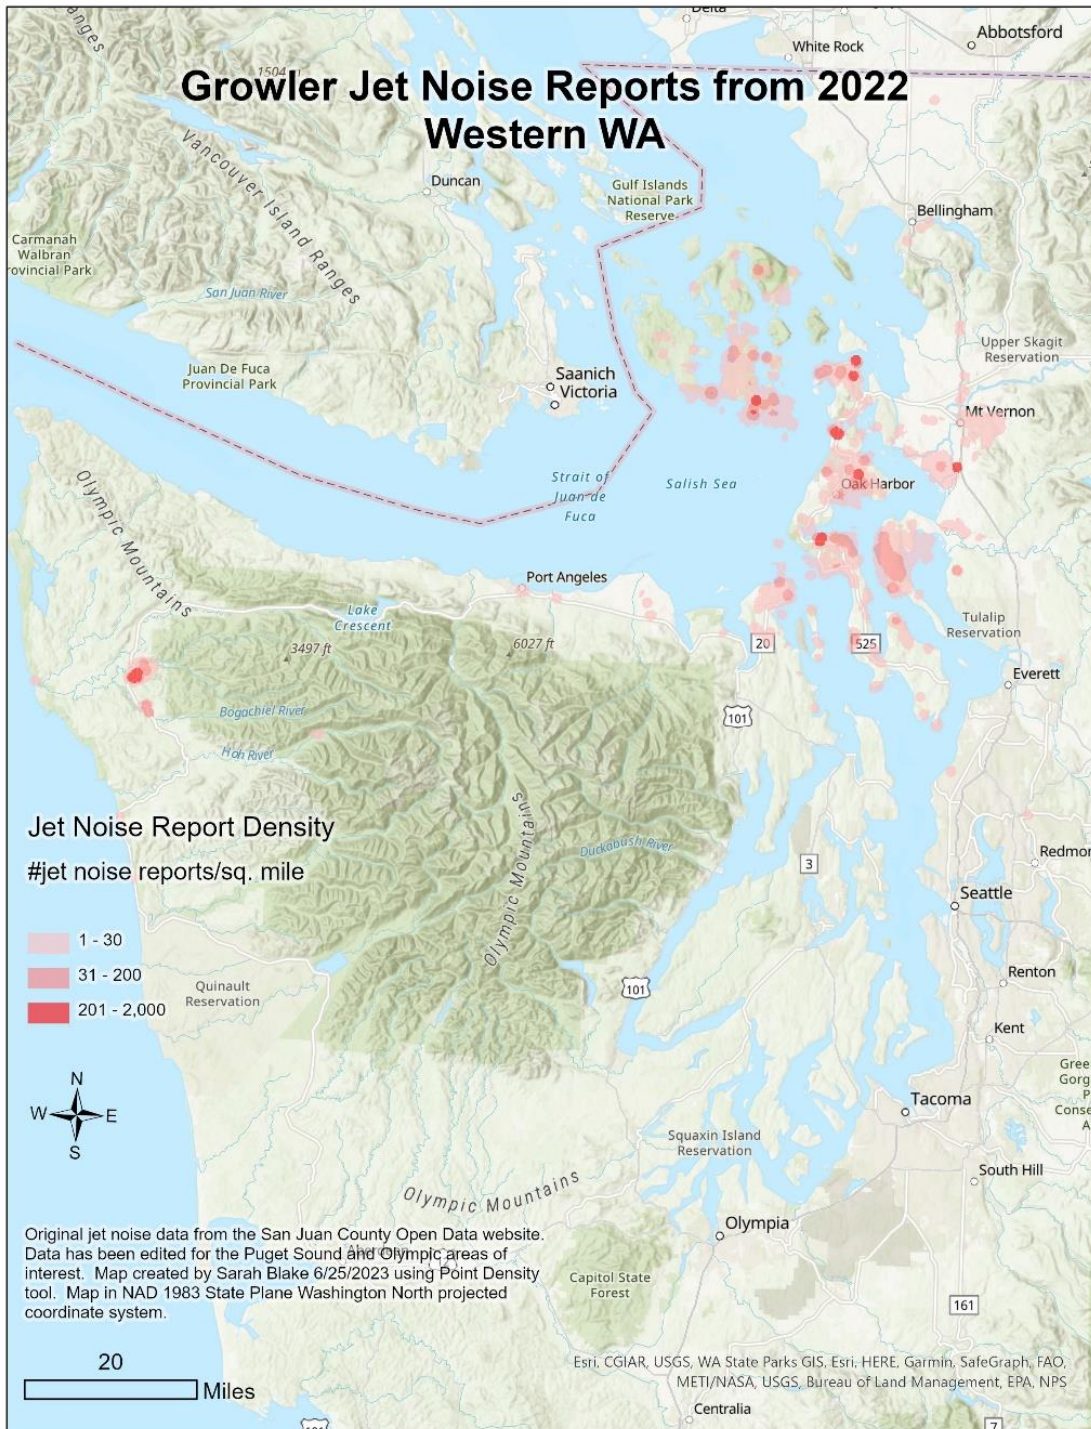 Delta
Abbotsford
White Rock
anges
1504
Growler Jet Noise Reports from 2022
Western WA
Vancouver Island Ranges
Duncan
Gulf Islands
National Park
Reserve
Bellingham
Carmanah
Walbran
rovincial Park
San Juan River
Upper Skagit
Reservation
Juan De Fuca
Provincial Park
Saanich
Victoria
Mt Vernon
Strait of
Juan de
Fuca
Salish Sea
Oak Harbor
Olympic Mountains
Port Angeles
Lake
Crescent
Tulalip
Reservation
3497 ft
6027 ft
20
525
Everett
Bogachiel River
101
Hoh River
Jet Noise Report Density
#jet noise reports/sq. mile
Olympic Mountains
Duckabush River
3
Redmon
Seattle
1 - 30
31 - 200
201 - 2,000
Quinault
Reservation
101
Renton
Kent
N
W E
S
Gree
Gorg
P
Conse
A
Tacoma
Squaxin Island
Reservation
South Hill
Olympic Mountains
Olympia
Original jet noise data from the San Juan County Open Data website.
Data has been edited for the Puget Sound and Olympic areas of
interest. Map created by Sarah Blake 6/25/2023 using Point Density
tool. Map in NAD 1983 State Plane Washington North projected
coordinate system.
Capitol State
Forest
161
20
Miles
Esri, CGIAR, USGS, WA State Parks GIS, Esri, HERE, Garmin, SafeGraph, FAO,
METI/NASA, USGS, Bureau of Land Management, EPA, NPS
Centralia
101
7